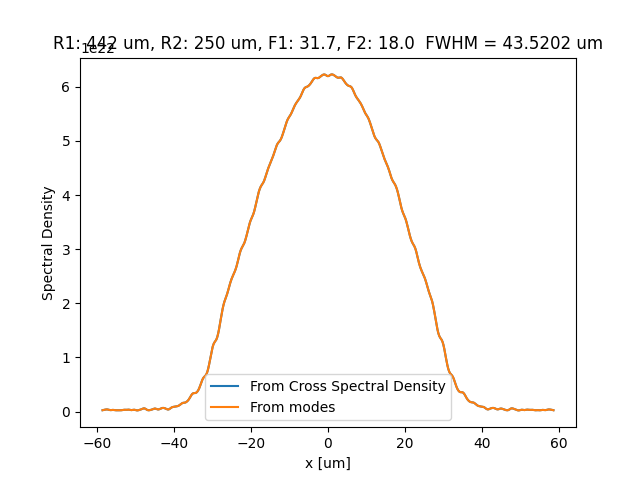 R1: 442 um, R2: 250 um, F1: 31.7, F2: 18.0  FWHM = 43.5202 um
1e22
6
5
4
3
2
1
0
Spectral Density
From Cross Spectral Density
From modes
−60 −40 −20 0 20 40 60
x [um]